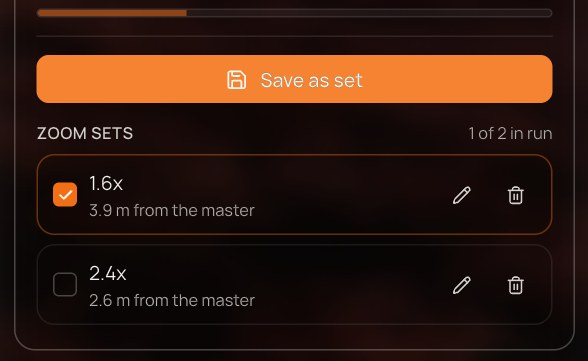 Save as set
ZOOM SETS 1 of 2 in run
1.6x
3.9 m from the master
2.4x
2.6 m from the master